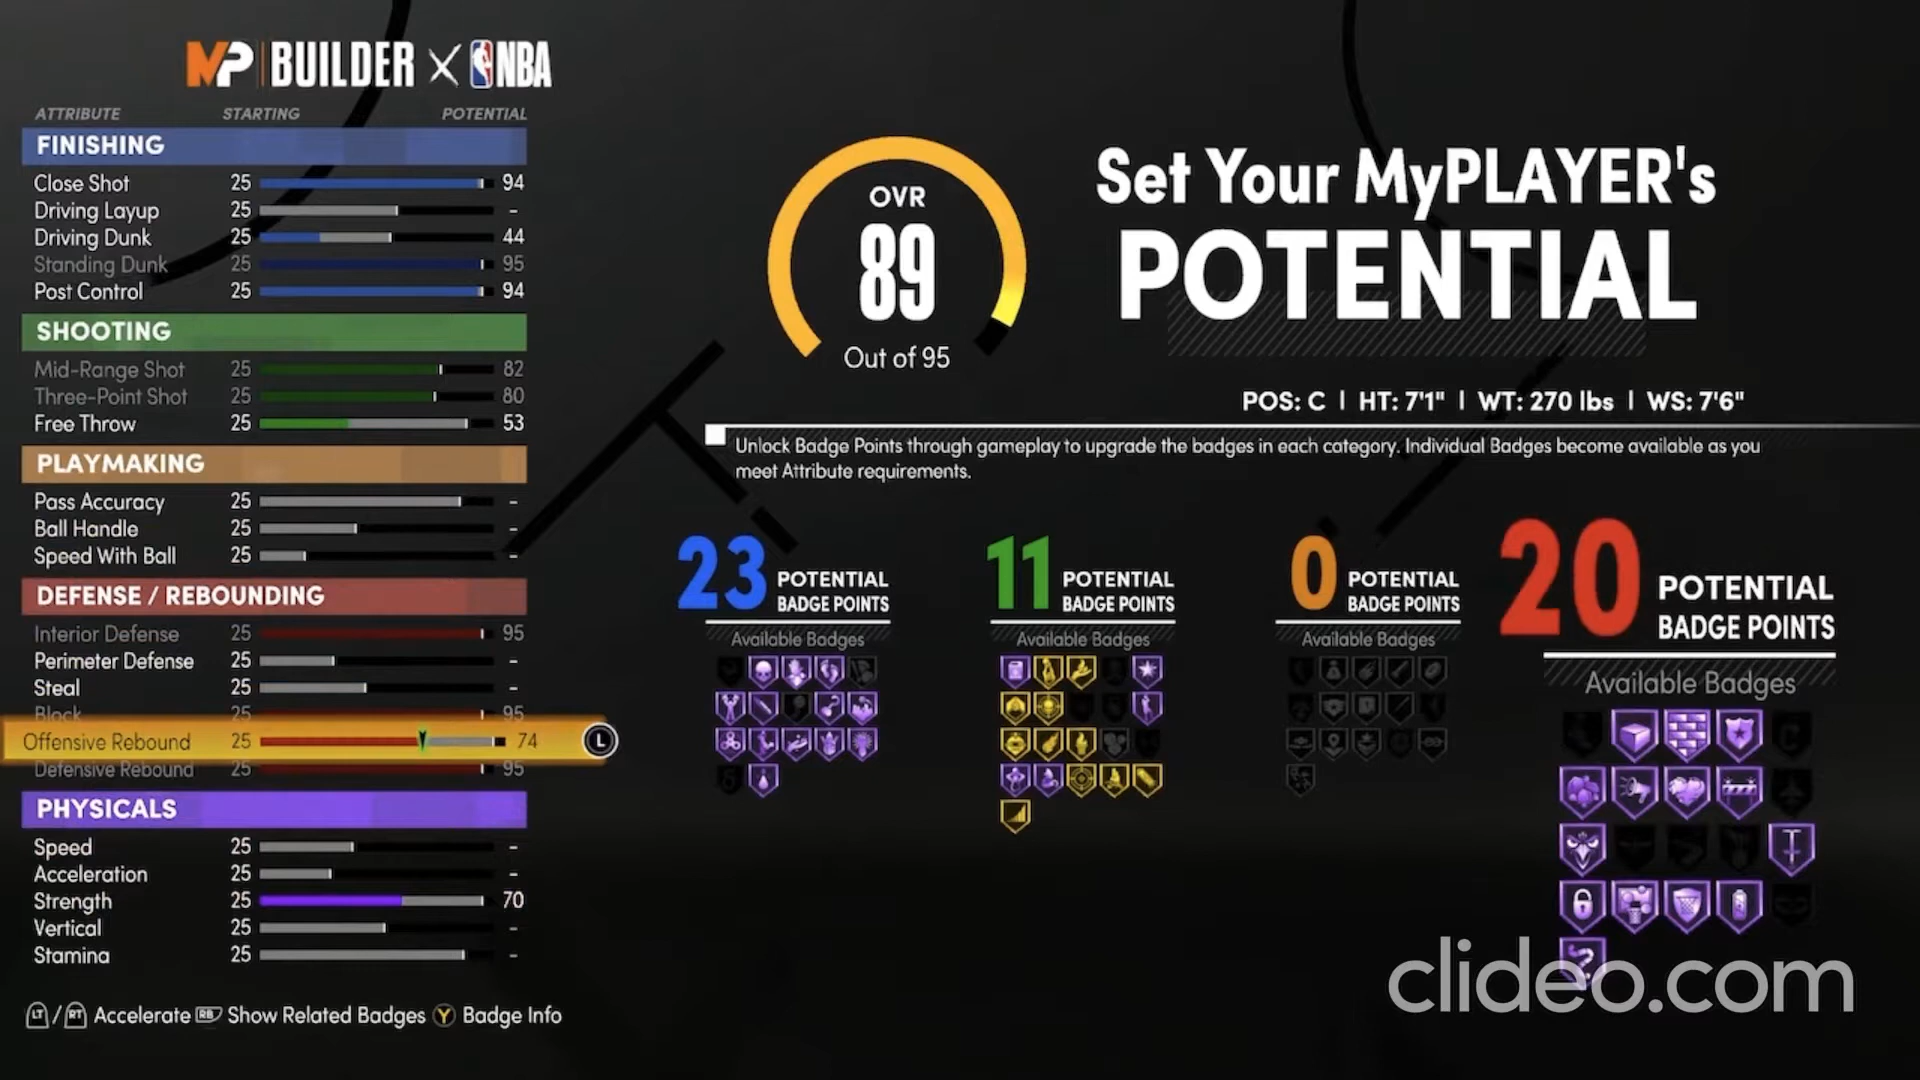 MP | BUILDER X NBA
ATTRIBUTE STARTING POTENTIAL
FINISHING
Close Shot 25 94
Driving Layup 25 -
Driving Dunk 25 44
Standing Dunk 25 95
Post Control 25 94
SHOOTING
Mid-Range Shot 25 82
Three-Point Shot 25 80
Free Throw 25 53
PLAYMAKING
Pass Accuracy 25 -
Ball Handle 25 -
Speed With Ball 25 -
DEFENSE / REBOUNDING
Interior Defense 25 95
Perimeter Defense 25 -
Steal 25 -
Block 25 95
Offensive Rebound 25 74 L
Defensive Rebound 25 95
PHYSICALS
Speed 25 -
Acceleration 25 -
Strength 25 70
Vertical 25 -
Stamina 25 -
LT / RT Accelerate RB Show Related Badges Y Badge Info
OVR
89
Out of 95
Set Your MyPLAYER's
POTENTIAL
POS: C | HT: 7'1" | WT: 270 lbs | WS: 7'6"
Unlock Badge Points through gameplay to upgrade the badges in each category. Individual Badges become available as you
meet Attribute requirements.
23 POTENTIAL
BADGE POINTS
Available Badges
11 POTENTIAL
BADGE POINTS
Available Badges
0 POTENTIAL
BADGE POINTS
Available Badges
20 POTENTIAL
BADGE POINTS
Available Badges
clideo.com